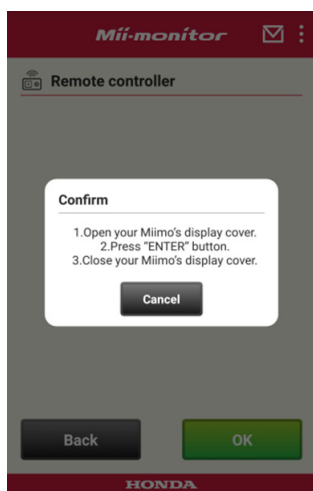 Mii-monitor
Remote controller
Confirm
1.Open your Miimo's display cover.
2.Press "ENTER" button.
3.Close your Miimo's display cover.
Cancel
Back
OK
HONDA